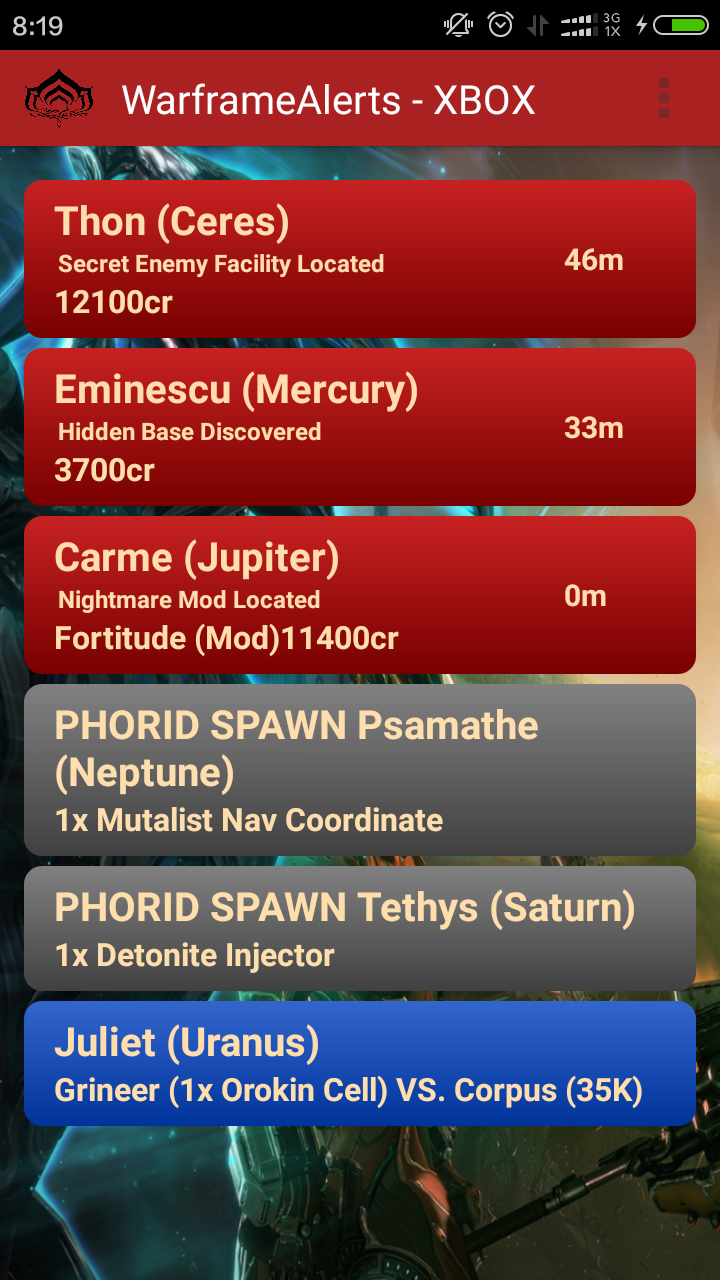 8:19
3G
1X
WarframeAlerts - XBOX
Thon (Ceres)
Secret Enemy Facility Located
46m
12100cr
Eminescu (Mercury)
Hidden Base Discovered
33m
3700cr
Carme (Jupiter)
Nightmare Mod Located
0m
Fortitude (Mod)11400cr
PHORID SPAWN Psamathe
(Neptune)
1x Mutalist Nav Coordinate
PHORID SPAWN Tethys (Saturn)
1x Detonite Injector
Juliet (Uranus)
Grineer (1x Orokin Cell) VS. Corpus (35K)